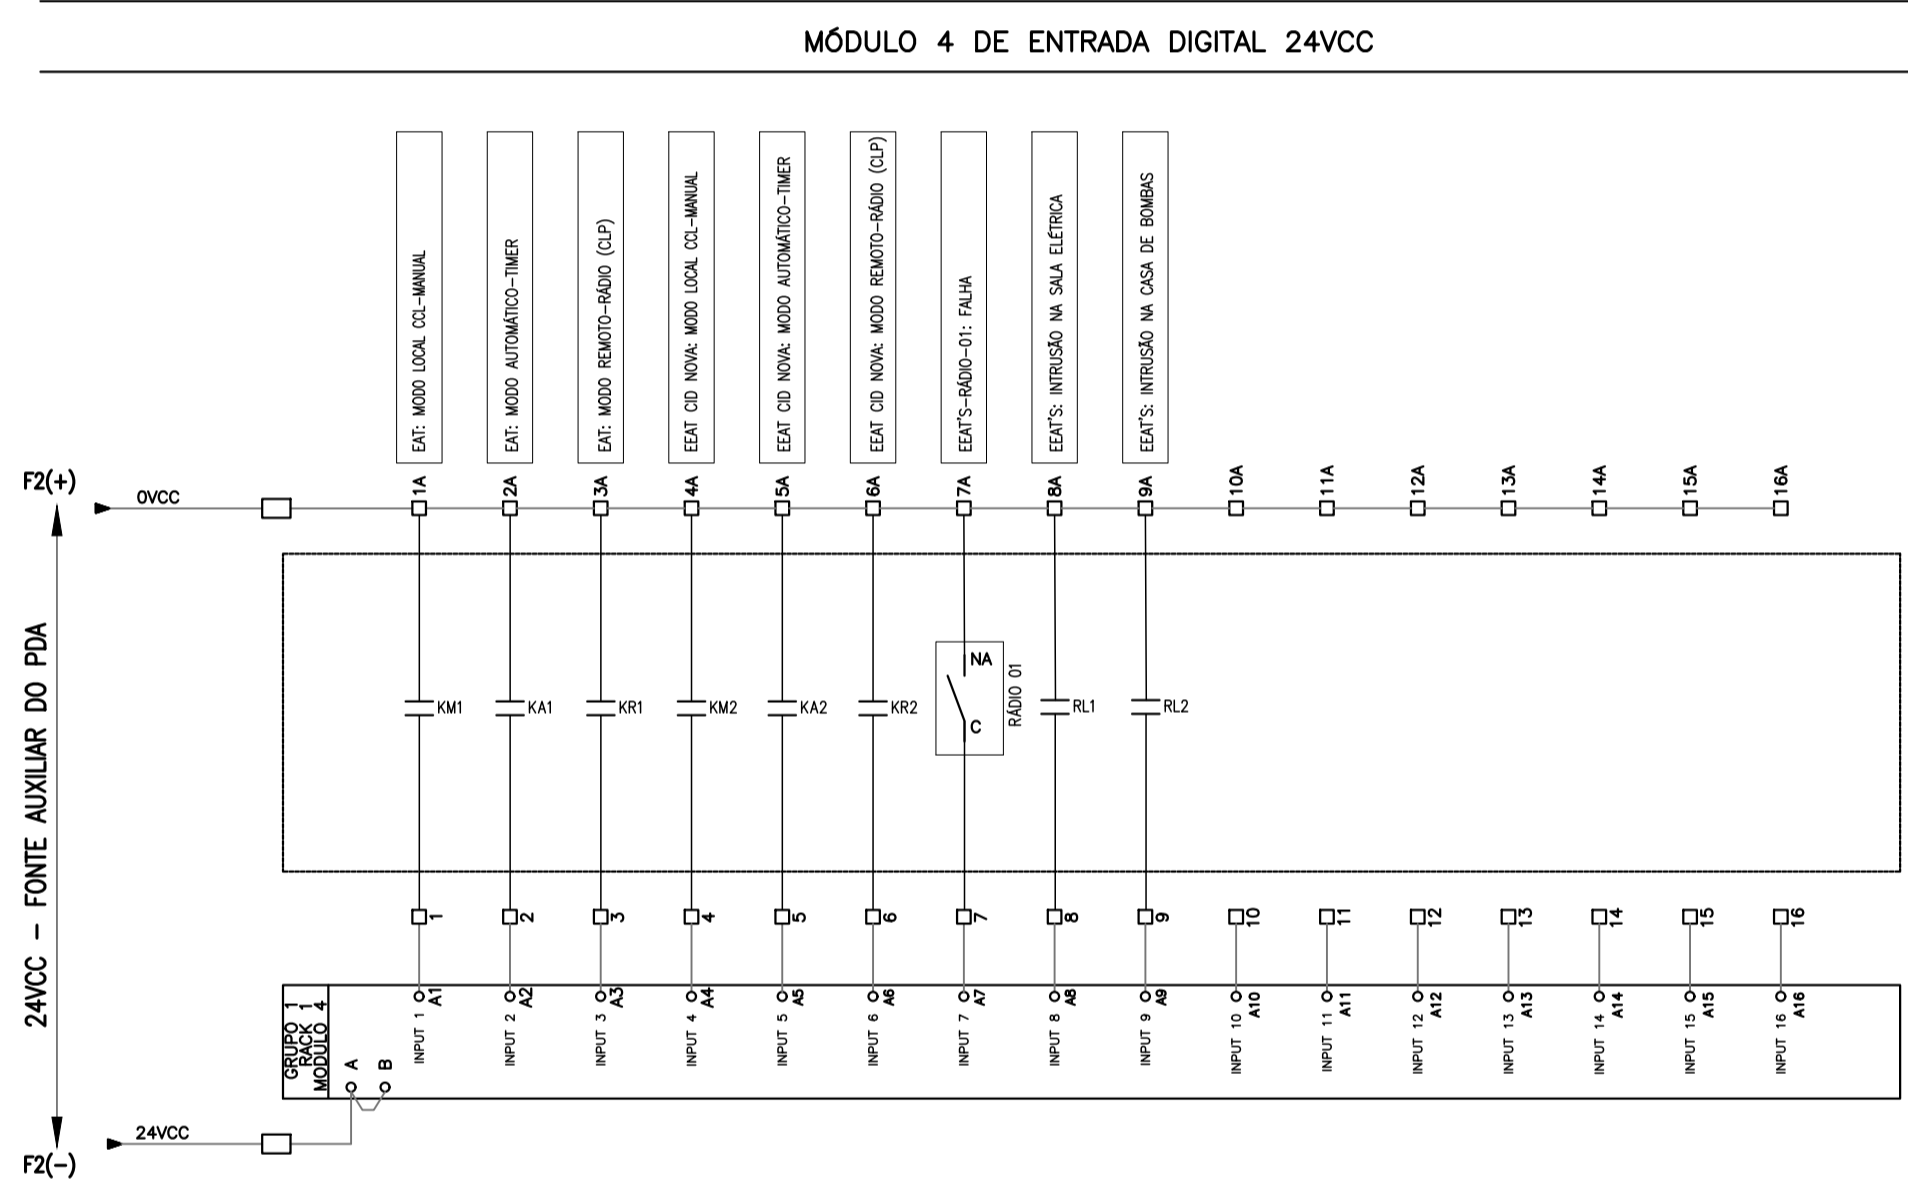 MÓDULO 4 DE ENTRADA DIGITAL 24VCC
EAT: MODO LOCAL CCL-MANUAL
EAT: MODO AUTOMÁTICO-TIMER
EAT: MODO REMOTO-RÁDIO (CLP)
EEAT CID NOVA: MODO LOCAL CCL-MANUAL
EEAT CID NOVA: MODO AUTOMÁTICO-TIMER
EEAT CID NOVA: MODO REMOTO-RÁDIO (CLP)
EEAT'S-RÁDIO-01: FALHA
EEAT'S: INTRUSÃO NA SALA ELÉTRICA
EEAT'S: INTRUSÃO NA CASA DE BOMBAS
F2(+)
0VCC
1A
2A
3A
4A
5A
6A
7A
8A
9A
10A
11A
12A
13A
14A
15A
16A
24VCC - FONTE AUXILIAR DO PDA
KM1
KA1
KR1
KM2
KA2
KR2
NA
C
RÁDIO 01
RL1
RL2
1
2
3
4
5
6
7
8
9
10
11
12
13
14
15
16
GRUPO 1
RACK 1
MODULO 4
A
B
INPUT 1
A1
INPUT 2
A2
INPUT 3
A3
INPUT 4
A4
INPUT 5
A5
INPUT 6
A6
INPUT 7
A7
INPUT 8
A8
INPUT 9
A9
INPUT 10
A10
INPUT 11
A11
INPUT 12
A12
INPUT 13
A13
INPUT 14
A14
INPUT 15
A15
INPUT 16
A16
24VCC
F2(-)